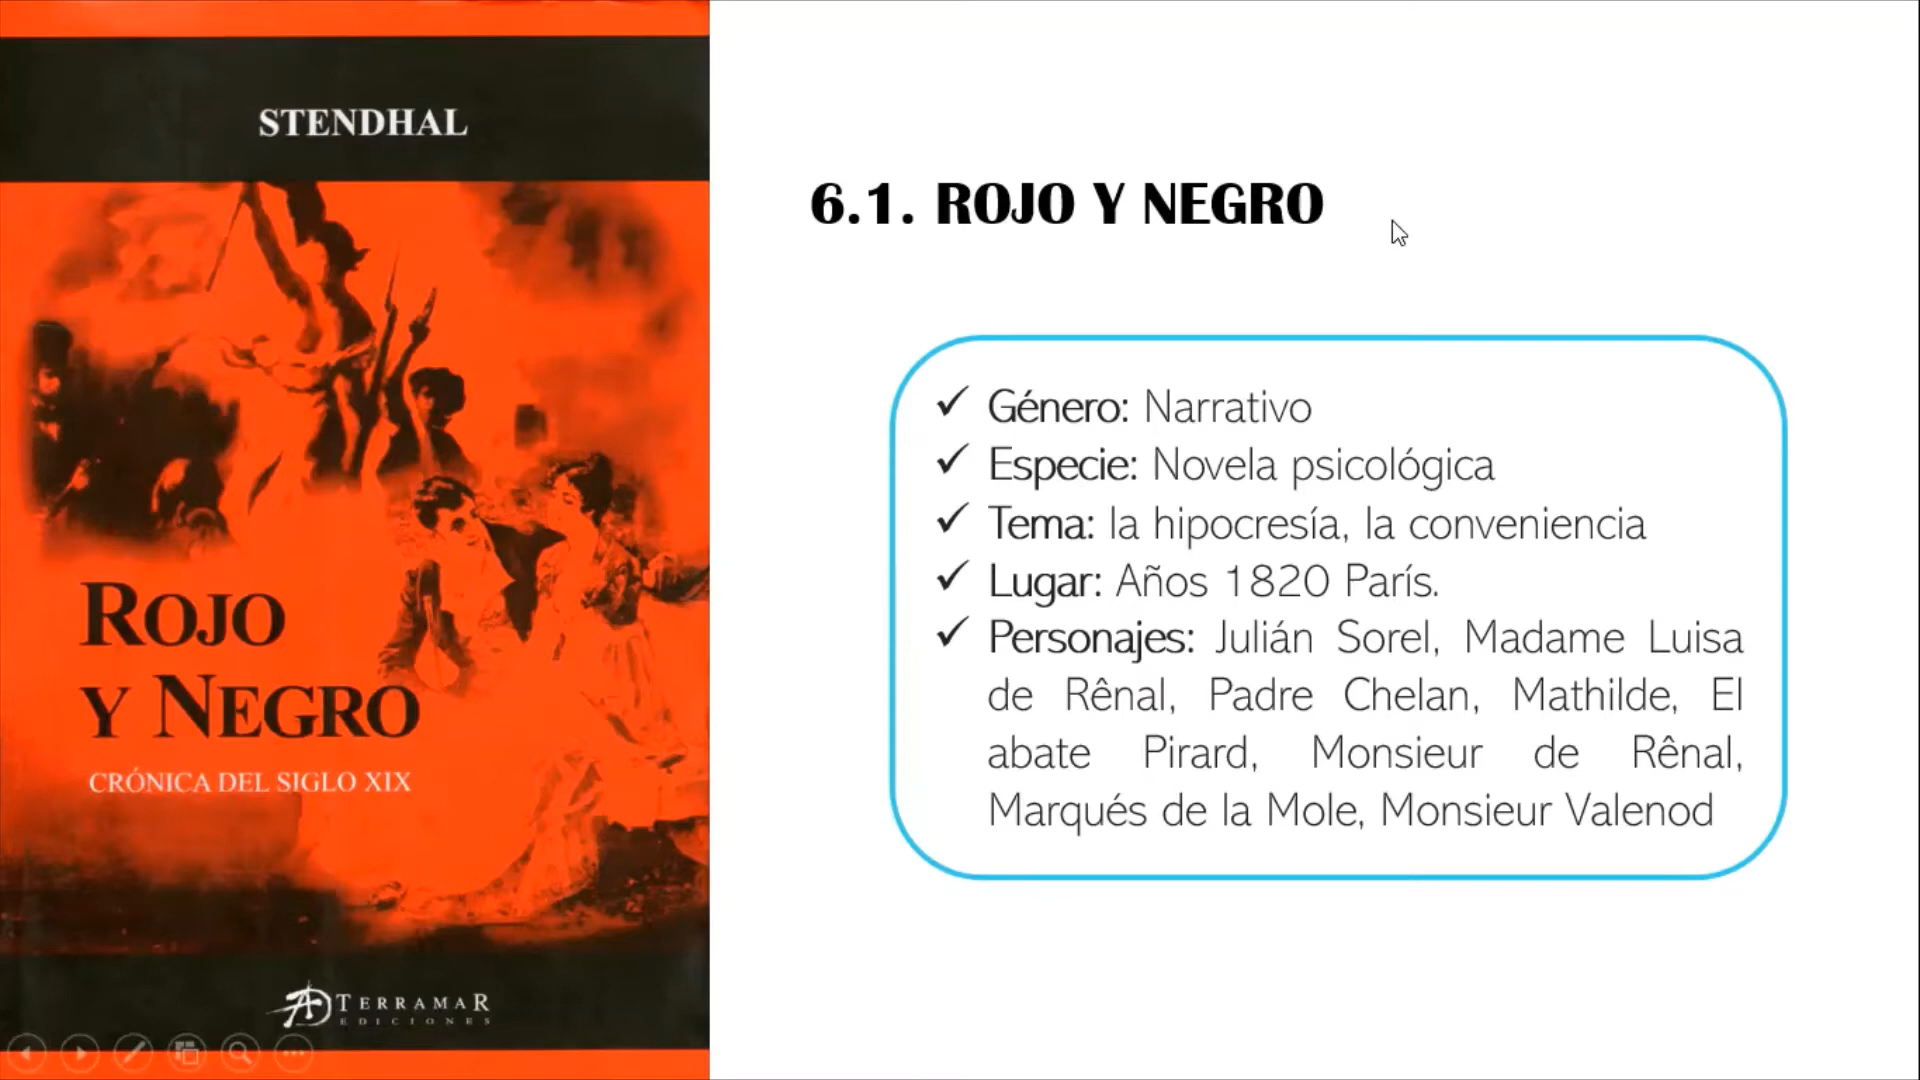 STENDHAL
ROJO
Y NEGRO
CRÓNICA DEL SIGLO XIX
TERRAMAR
EDICIONES
6.1. ROJO Y NEGRO
✓ Género: Narrativo
✓ Especie: Novela psicológica
✓ Tema: la hipocresía, la conveniencia
✓ Lugar: Años 1820 París.
✓ Personajes: Julián Sorel, Madame Luisa
de Rênal, Padre Chelan, Mathilde, El
abate Pirard, Monsieur de Rênal,
Marqués de la Mole, Monsieur Valenod